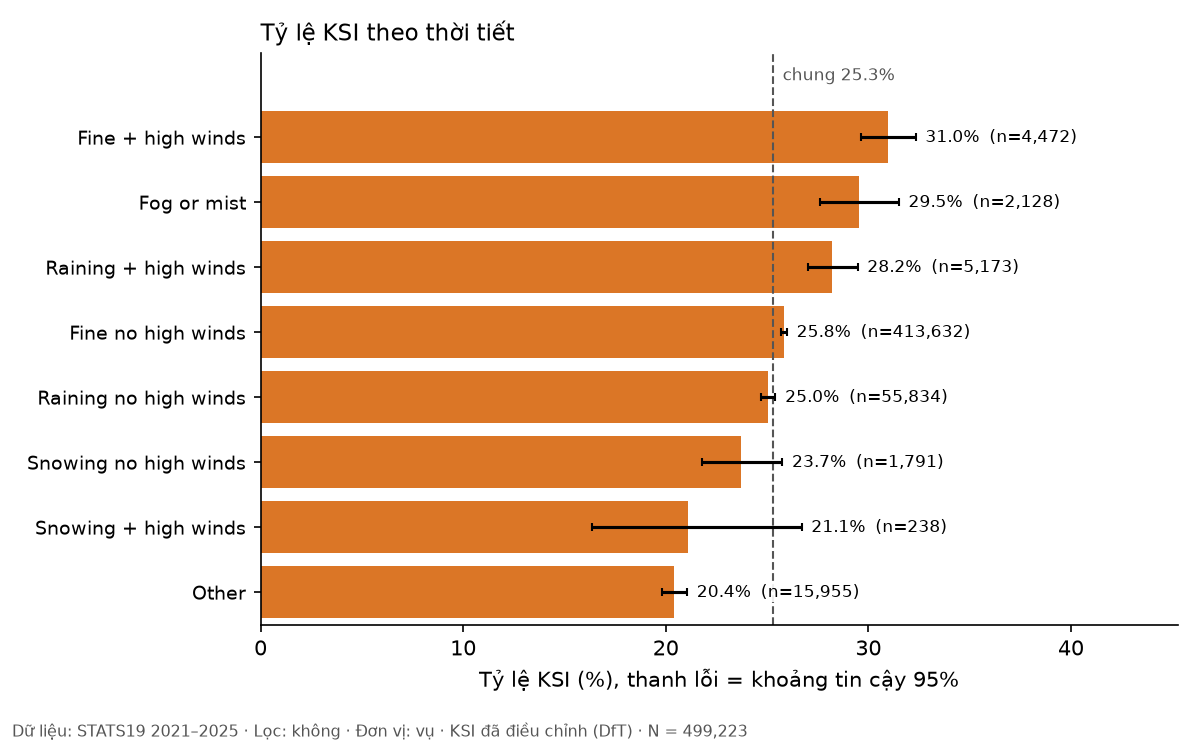 Tỷ lệ KSI theo thời tiết
chung 25.3%
Fine + high winds 31.0% (n=4,472)
Fog or mist 29.5% (n=2,128)
Raining + high winds 28.2% (n=5,173)
Fine no high winds 25.8% (n=413,632)
Raining no high winds 25.0% (n=55,834)
Snowing no high winds 23.7% (n=1,791)
Snowing + high winds 21.1% (n=238)
Other 20.4% (n=15,955)
0 10 20 30 40
Tỷ lệ KSI (%), thanh lỗi = khoảng tin cậy 95%
Dữ liệu: STATS19 2021–2025 · Lọc: không · Đơn vị: vụ · KSI đã điều chỉnh (DfT) · N = 499,223